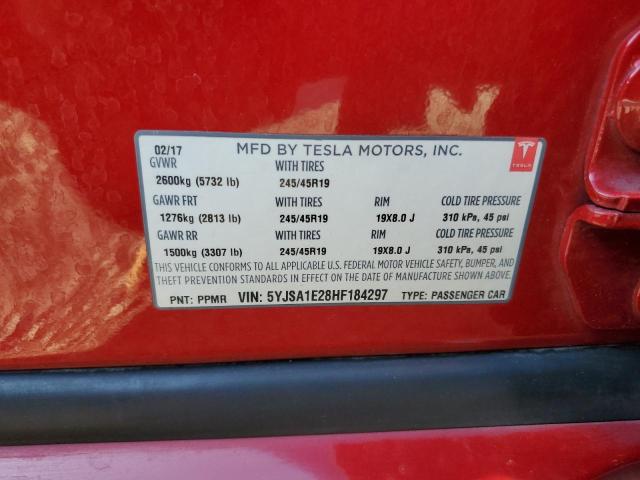 02/17 MFD BY TESLA MOTORS, INC.
GVWR WITH TIRES TESLA
2600kg (5732 lb) 245/45R19
GAWR FRT WITH TIRES RIM COLD TIRE PRESSURE
1276kg (2813 lb) 245/45R19 19X8.0 J 310 kPa, 45 psi
GAWR RR WITH TIRES RIM COLD TIRE PRESSURE
1500kg (3307 lb) 245/45R19 19X8.0 J 310 kPa, 45 psi
THIS VEHICLE CONFORMS TO ALL APPLICABLE U.S. FEDERAL MOTOR VEHICLE SAFETY, BUMPER, AND
THEFT PREVENTION STANDARDS IN EFFECT ON THE DATE OF MANUFACTURE SHOWN ABOVE.
PNT: PPMR VIN: 5YJSA1E28HF184297 TYPE: PASSENGER CAR